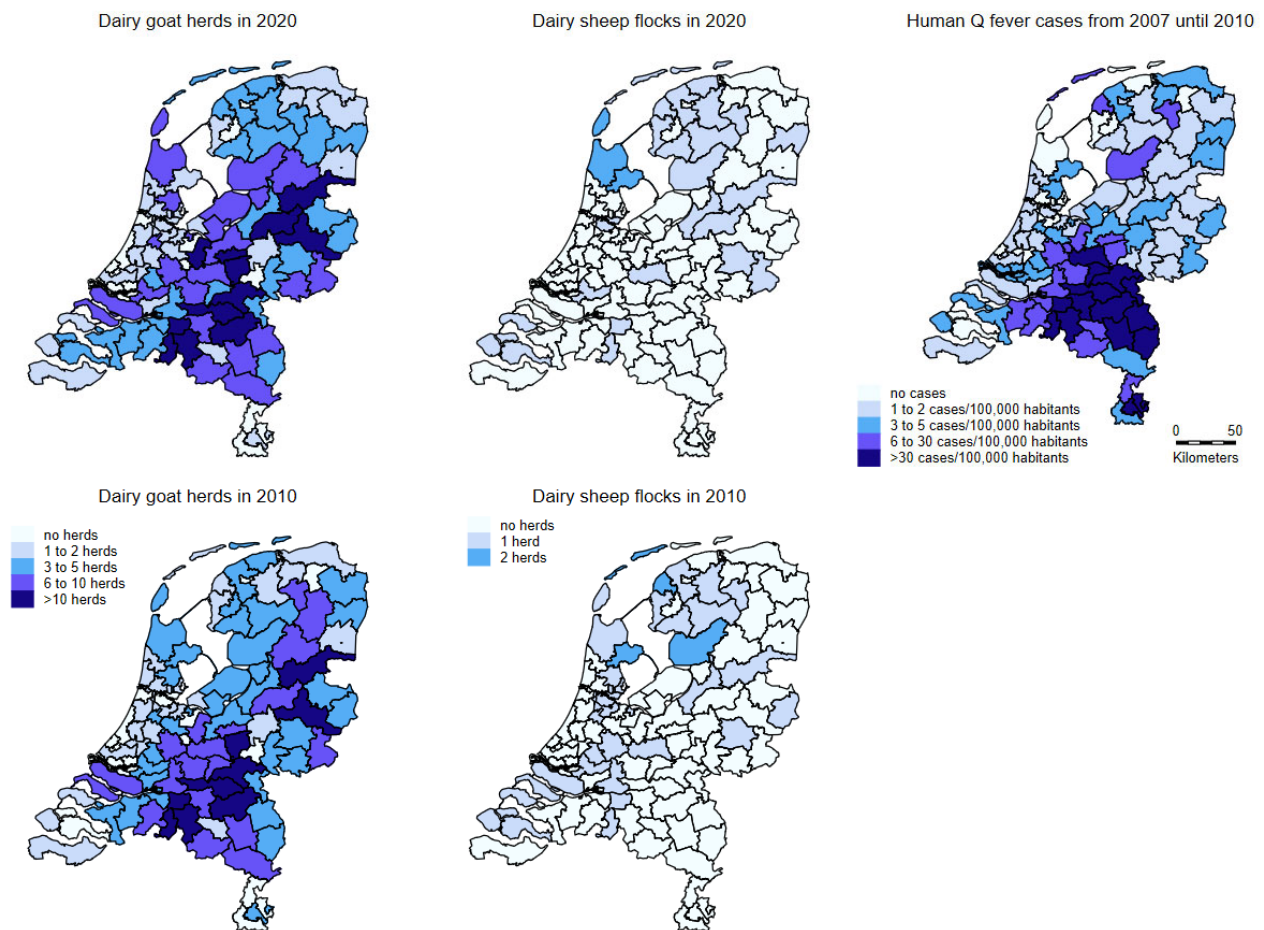 Dairy goat herds in 2020
Dairy sheep flocks in 2020
Human Q fever cases from 2007 until 2010
no cases
1 to 2 cases/100,000 habitants
3 to 5 cases/100,000 habitants
6 to 30 cases/100,000 habitants
>30 cases/100,000 habitants
0 50
Kilometers
Dairy goat herds in 2010
no herds
1 to 2 herds
3 to 5 herds
6 to 10 herds
>10 herds
Dairy sheep flocks in 2010
no herds
1 herd
2 herds